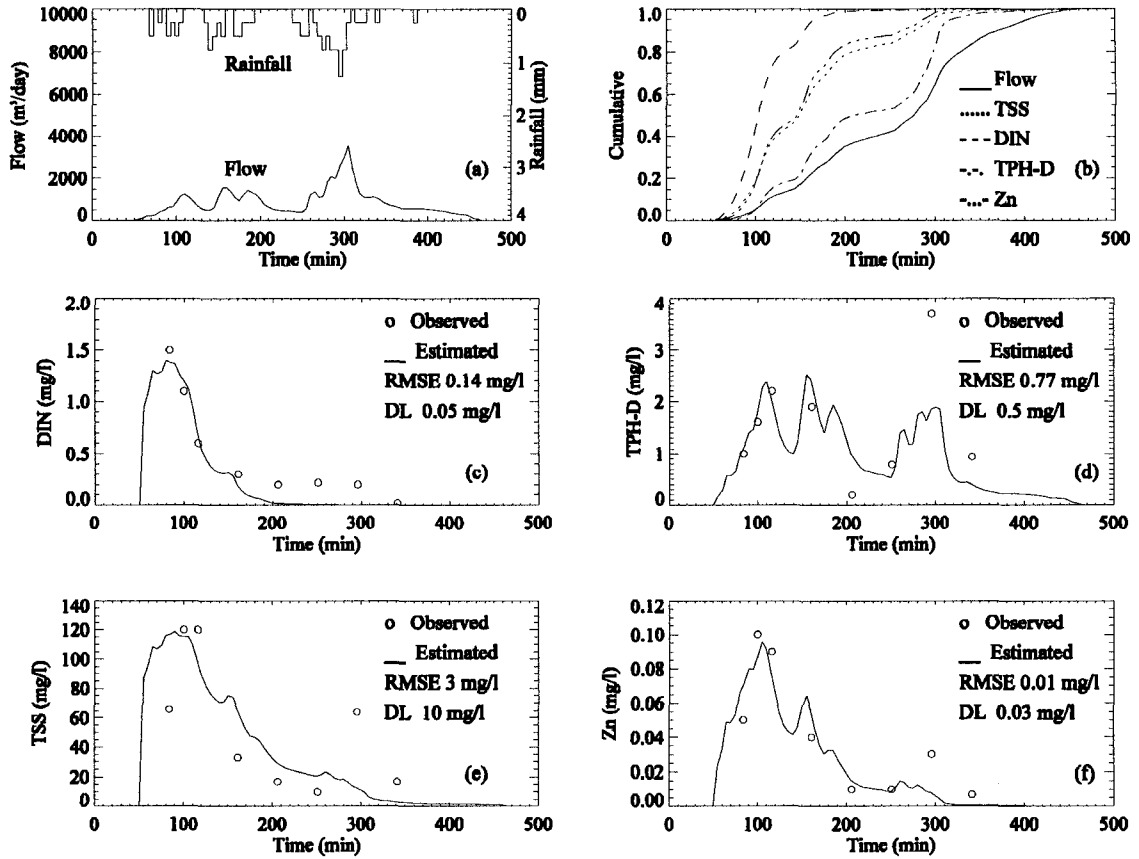 10000
8000
6000
4000
2000
0
Flow (m³/day)
0
1
2
3
4
Rainfall (mm)
Rainfall
Flow
(a)
0 100 200 300 400 500
Time (min)
1.0
0.8
0.6
0.4
0.2
0.0
Cumulative
Flow
TSS
DIN
TPH-D
Zn
(b)
0 100 200 300 400 500
Time (min)
2.0
1.5
1.0
0.5
0.0
DIN (mg/l)
Observed
Estimated
RMSE 0.14 mg/l
DL 0.05 mg/l
(c)
0 100 200 300 400 500
Time (min)
4
3
2
1
0
TPH-D (mg/l)
Observed
Estimated
RMSE 0.77 mg/l
DL 0.5 mg/l
(d)
0 100 200 300 400 500
Time (min)
140
120
100
80
60
40
20
0
TSS (mg/l)
Observed
Estimated
RMSE 3 mg/l
DL 10 mg/l
(e)
0 100 200 300 400 500
Time (min)
0.12
0.10
0.08
0.06
0.04
0.02
0.00
Zn (mg/l)
Observed
Estimated
RMSE 0.01 mg/l
DL 0.03 mg/l
(f)
0 100 200 300 400 500
Time (min)